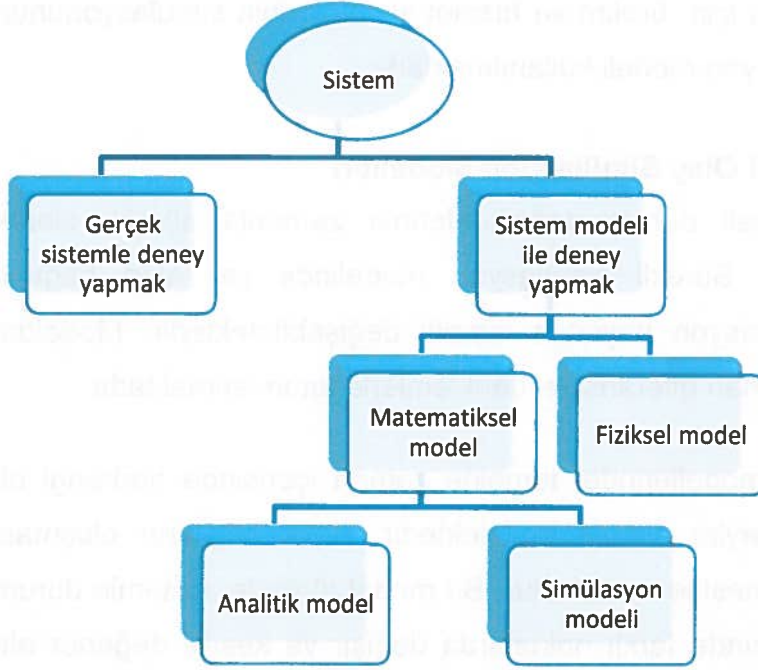 Sistem
Gerçek
sistemle deney
yapmak
Sistem modeli
ile deney
yapmak
Matematiksel
model
Fiziksel model
Analitik model
Simülasyon
modeli